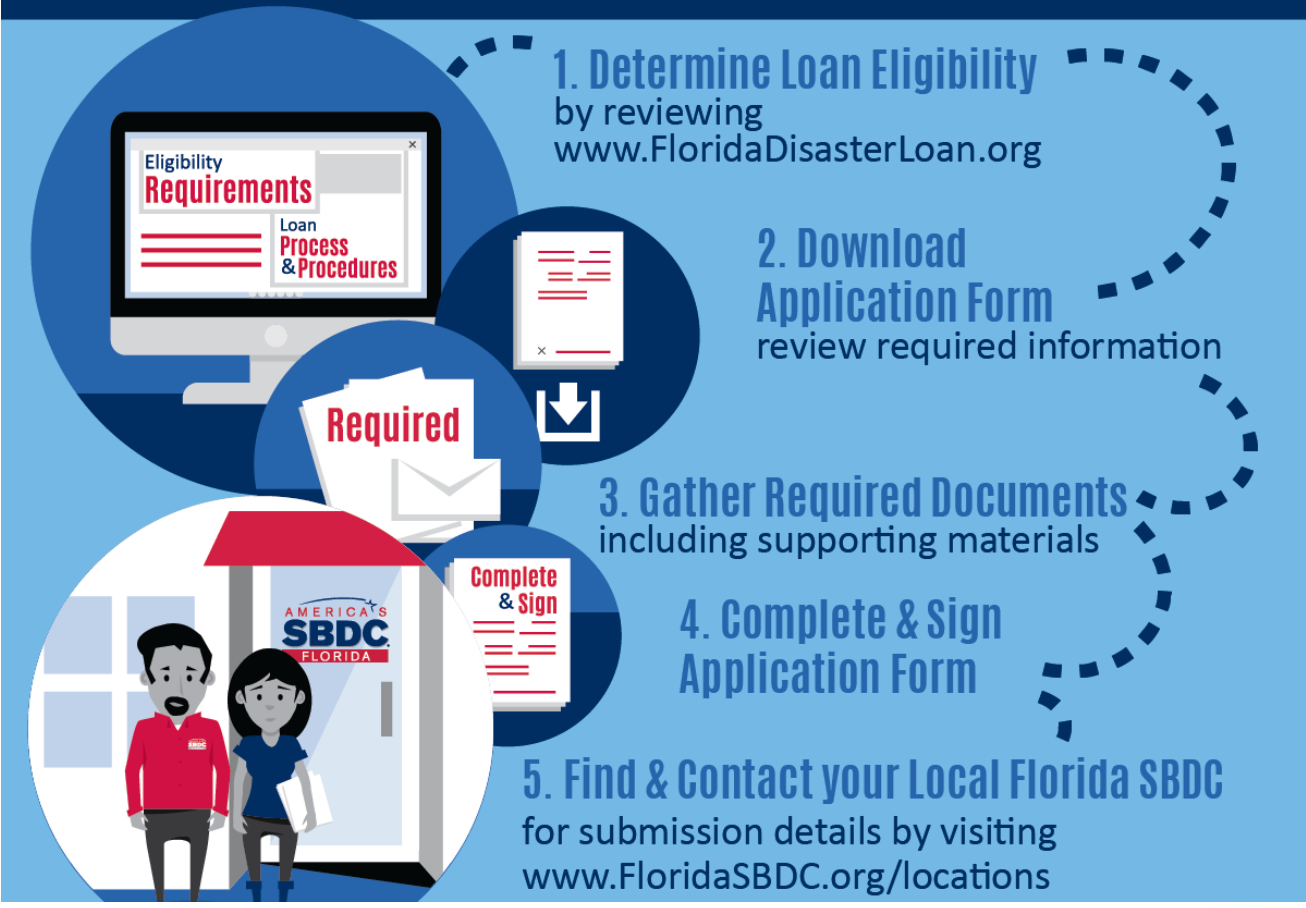 1. Determine Loan Eligibility
by reviewing
www.FloridaDisasterLoan.org
Eligibility
Requirements
Loan
Process
&Procedures
2. Download
Application Form
review required information
Required
3. Gather Required Documents
including supporting materials
Complete
& Sign
4. Complete & Sign
Application Form
AMERICA'S
SBDC
FLORIDA
SBDC
5. Find & Contact your Local Florida SBDC
for submission details by visiting
www.FloridaSBDC.org/locations